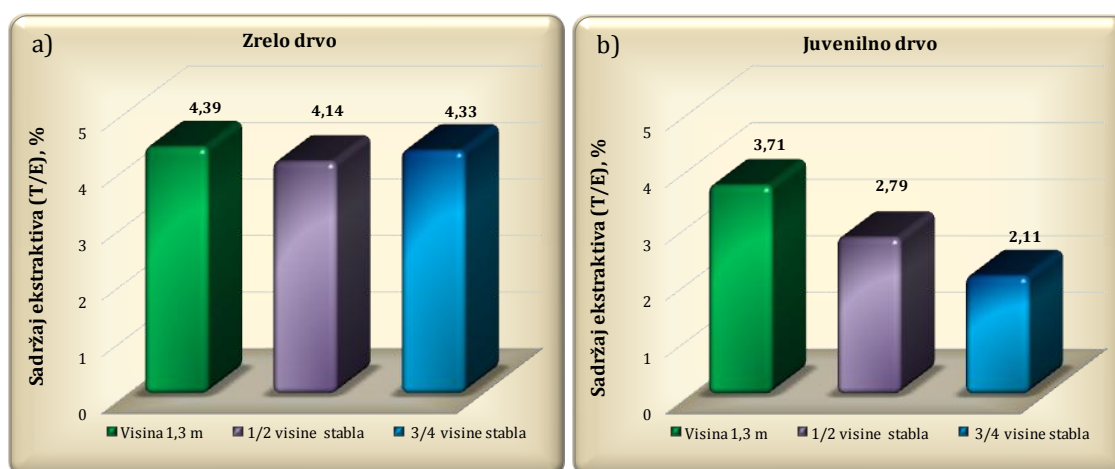 a)
Zrelo drvo
Sadržaj ekstraktiva (T/E), %
5
4
3
2
1
0
4,39
4,14
4,33
Visina 1,3 m
1/2 visine stabla
3/4 visine stabla
b)
Juvenilno drvo
Sadržaj ekstraktiva (T/E), %
5
4
3
2
1
0
3,71
2,79
2,11
Visina 1,3 m
1/2 visine stabla
3/4 visine stabla